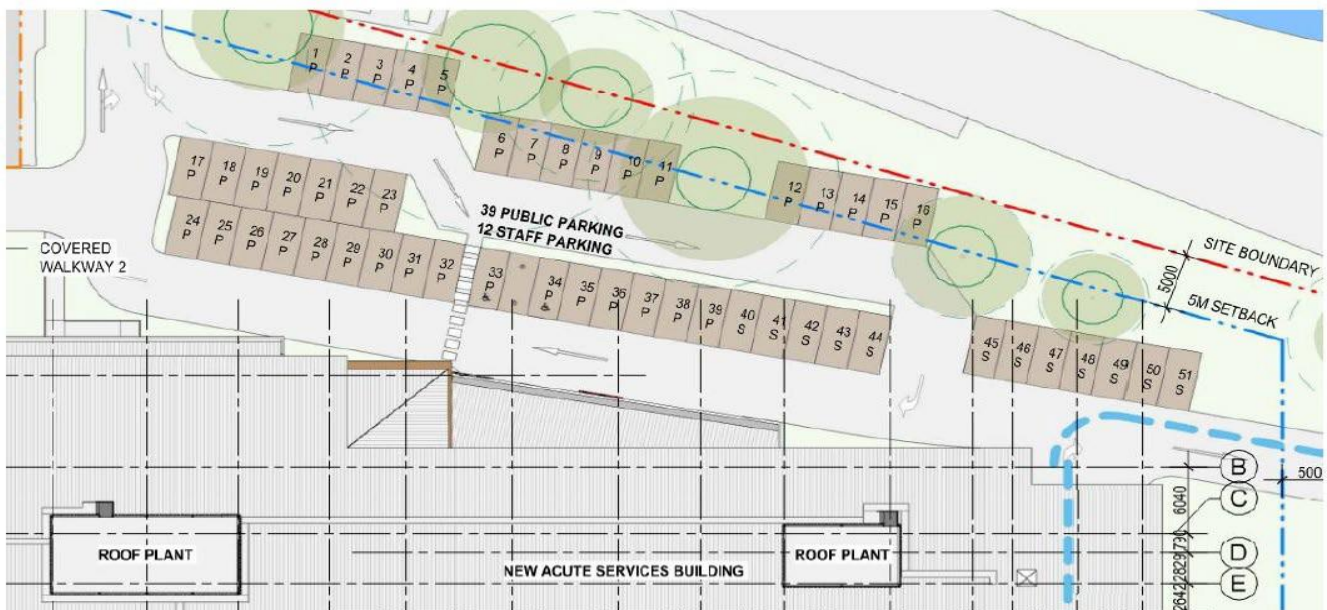 1
P
2
P
3
P
4
P
5
P
6
P
7
P
8
P
9
P
10
P
11
P
12
P
13
P
14
P
15
P
16
P
17
P
18
P
19
P
20
P
21
P
22
P
23
P
39 PUBLIC PARKING
12 STAFF PARKING
24
P
25
P
26
P
27
P
28
P
29
P
30
P
31
P
32
P
33
P
34
P
35
P
36
P
37
P
38
P
39
P
40
S
41
S
42
S
43
S
44
S
45
S
46
S
47
S
48
S
49
S
50
S
51
S
COVERED
WALKWAY 2
SITE BOUNDARY
5000
5M SETBACK
B
500
6040
C
790
D
2829
E
2642
ROOF PLANT
NEW ACUTE SERVICES BUILDING
ROOF PLANT